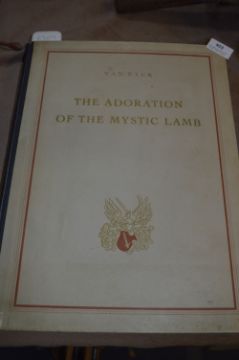 VAN EYCK
THE ADORATION
OF THE MYSTIC LAMB